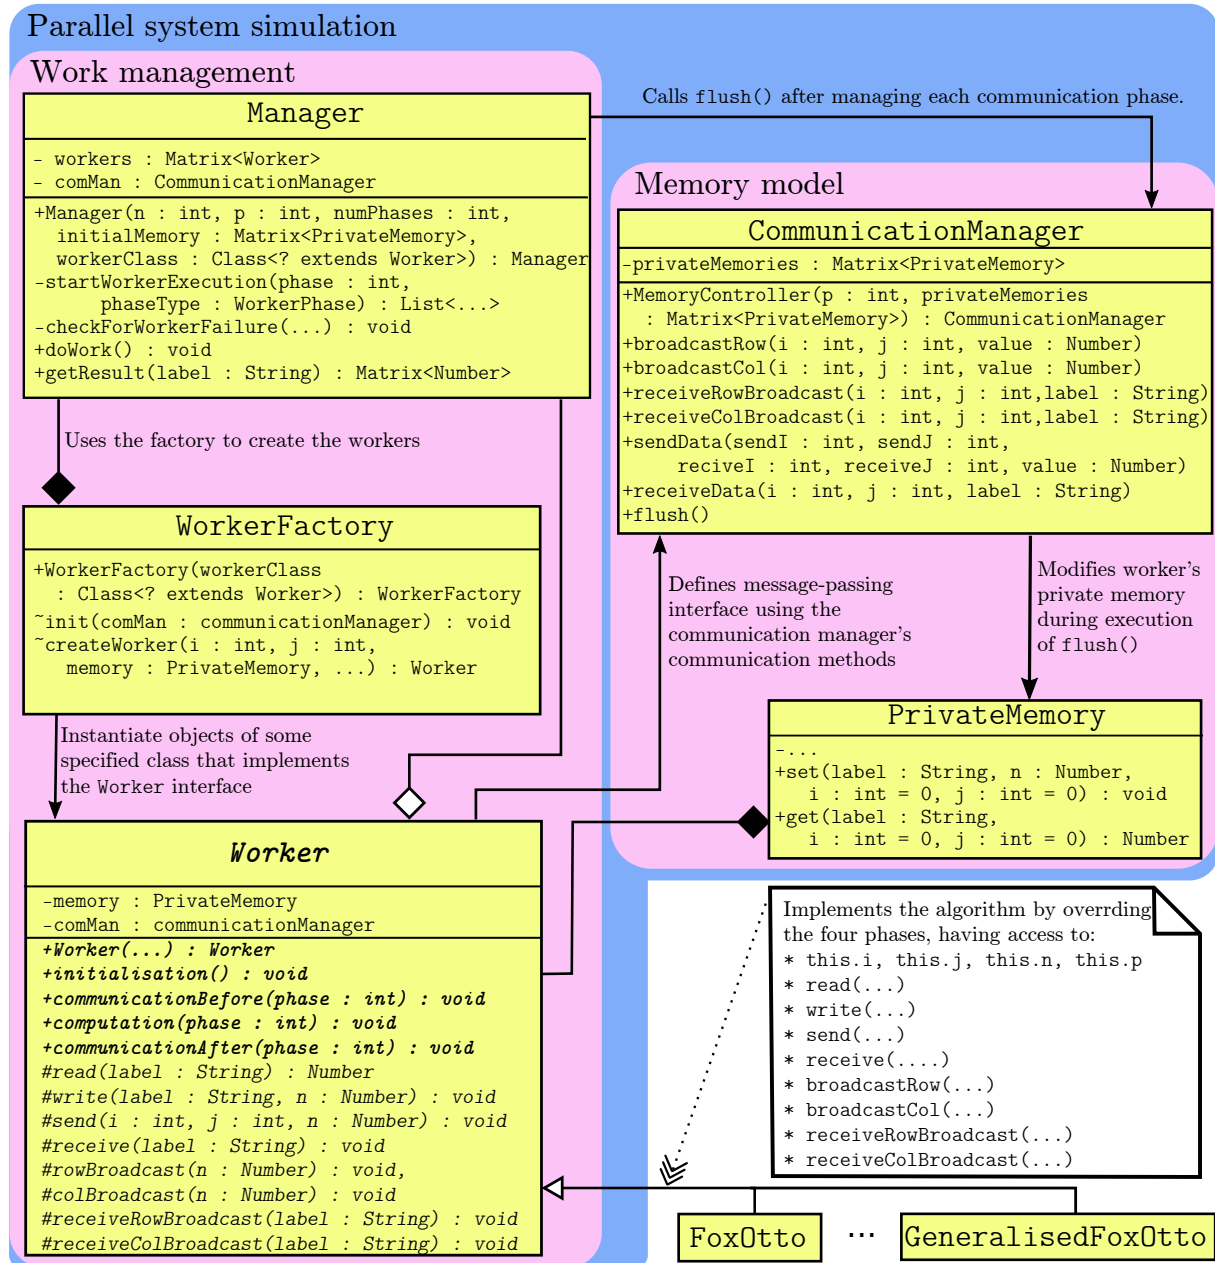 Parallel system simulation
Work management
Manager
- workers : Matrix<Worker>
- comMan : CommunicationManager
+Manager(n : int, p : int, numPhases : int,
initialMemory : Matrix<PrivateMemory>,
workerClass : Class<? extends Worker>) : Manager
-startWorkerExecution(phase : int,
phaseType : WorkerPhase) : List<...>
-checkForWorkerFailure(...) : void
+doWork() : void
+getResult(label : String) : Matrix<Number>
Calls flush() after managing each communication phase.
Memory model
CommunicationManager
-privateMemories : Matrix<PrivateMemory>
+MemoryController(p : int, privateMemories
: Matrix<PrivateMemory>) : CommunicationManager
+broadcastRow(i : int, j : int, value : Number)
+broadcastCol(i : int, j : int, value : Number)
+receiveRowBroadcast(i : int, j : int,label : String)
+receiveColBroadcast(i : int, j : int,label : String)
+sendData(sendI : int, sendJ : int,
reciveI : int, receiveJ : int, value : Number)
+receiveData(i : int, j : int, label : String)
+flush()
Uses the factory to create the workers
WorkerFactory
+WorkerFactory(workerClass
: Class<? extends Worker>) : WorkerFactory
~init(comMan : communicationManager) : void
~createWorker(i : int, j : int,
memory : PrivateMemory, ...) : Worker
Defines message-passing
interface using the
communication manager's
communication methods
Modifies worker's
private memory
during execution
of flush()
Instantiate objects of some
specified class that implements
the Worker interface
PrivateMemory
-...
+set(label : String, n : Number,
i : int = 0, j : int = 0) : void
+get(label : String,
i : int = 0, j : int = 0) : Number
Worker
-memory : PrivateMemory
-comMan : communicationManager
+Worker(...) : Worker
+initialisation() : void
+communicationBefore(phase : int) : void
+computation(phase : int) : void
+communicationAfter(phase : int) : void
#read(label : String) : Number
#write(label : String, n : Number) : void
#send(i : int, j : int, n : Number) : void
#receive(label : String) : void
#rowBroadcast(n : Number) : void,
#colBroadcast(n : Number) : void
#receiveRowBroadcast(label : String) : void
#receiveColBroadcast(label : String) : void
Implements the algorithm by overrding
the four phases, having access to:
* this.i, this.j, this.n, this.p
* read(...)
* write(...)
* send(...)
* receive(....)
* broadcastRow(...)
* broadcastCol(...)
* receiveRowBroadcast(...)
* receiveColBroadcast(...)
FoxOtto
...
GeneralisedFoxOtto